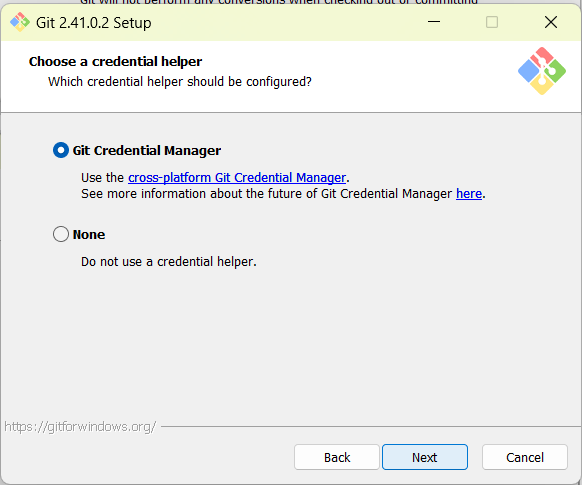 Git will not perform any conversions when checking out or committing
Git 2.41.0.2 Setup
Choose a credential helper
Which credential helper should be configured?
Git Credential Manager
Use the cross-platform Git Credential Manager.
See more information about the future of Git Credential Manager here.
None
Do not use a credential helper.
https://gitforwindows.org/
Back
Next
Cancel